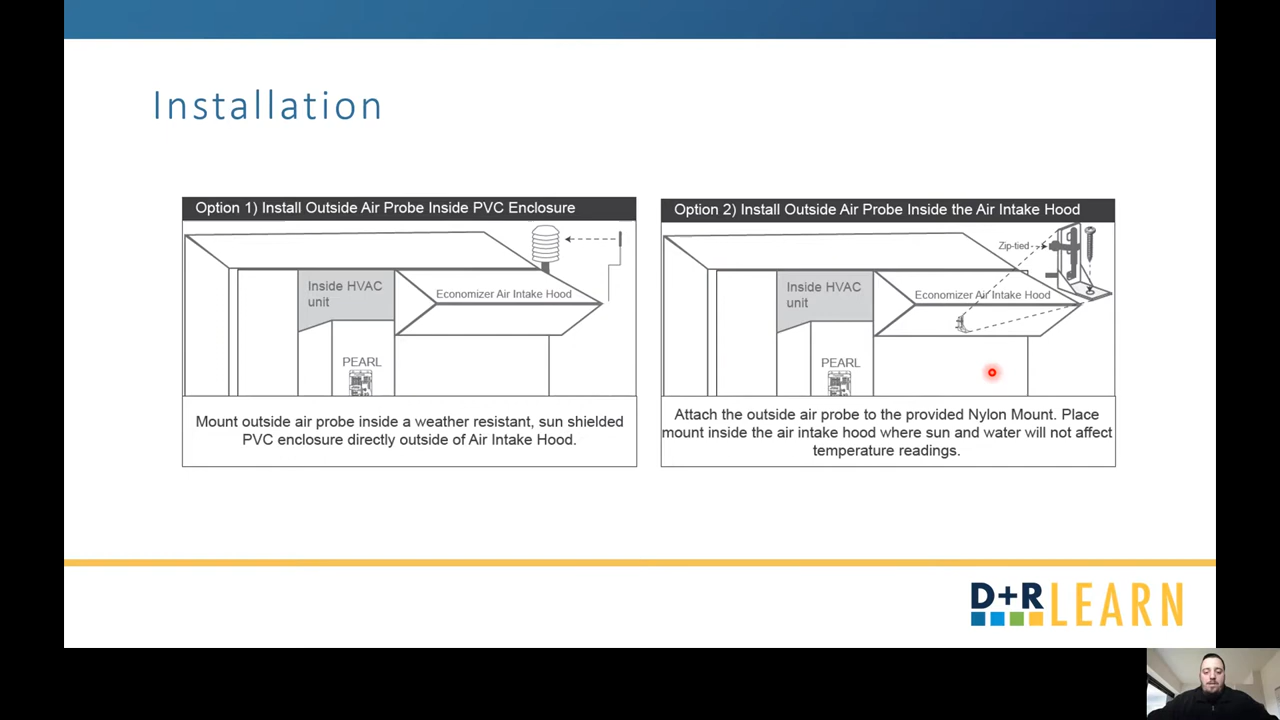 Installation
Option 1) Install Outside Air Probe Inside PVC Enclosure
Inside HVAC
unit
Economizer Air Intake Hood
PEARL
Mount outside air probe inside a weather resistant, sun shielded
PVC enclosure directly outside of Air Intake Hood.
Option 2) Install Outside Air Probe Inside the Air Intake Hood
Zip-tied
Inside HVAC
unit
Economizer Air Intake Hood
PEARL
Attach the outside air probe to the provided Nylon Mount. Place
mount inside the air intake hood where sun and water will not affect
temperature readings.
D+R LEARN